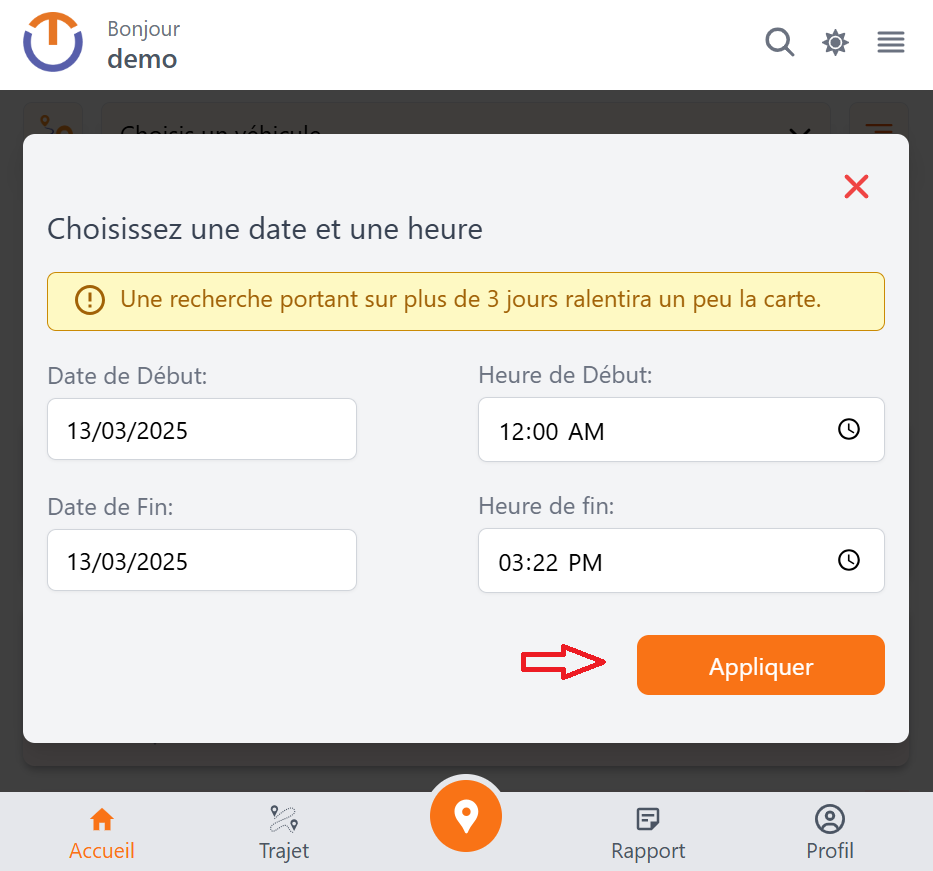 Bonjour
demo
Choisis un véhicule
Choisissez une date et une heure
Une recherche portant sur plus de 3 jours ralentira un peu la carte.
Date de Début:
Heure de Début:
13/03/2025
12:00 AM
Date de Fin:
Heure de fin:
13/03/2025
03:22 PM
Appliquer
Accueil
Trajet
Rapport
Profil